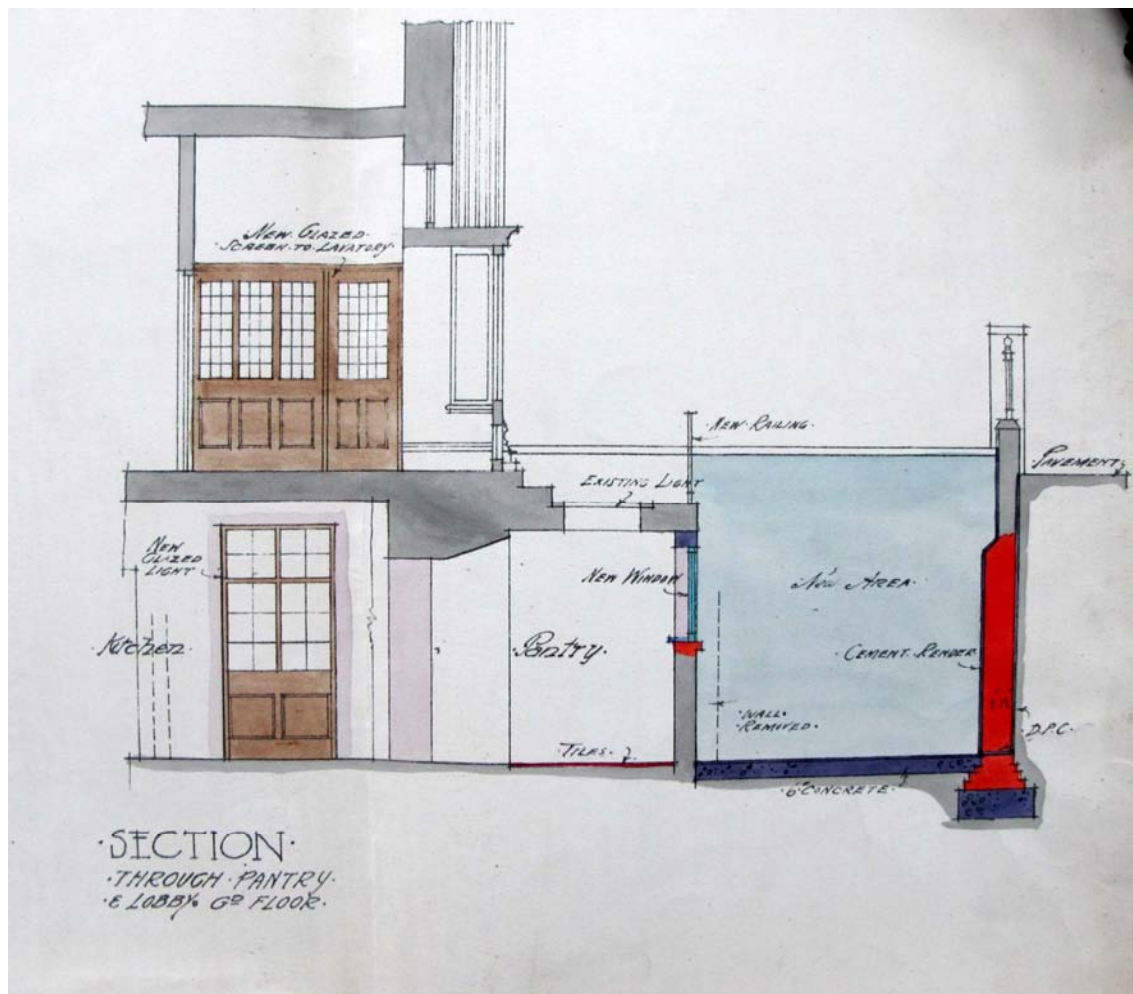 ·NEW GLAZED·
·SCREEN·TO·LAVATORY·
·NEW·RAILING·
·PAVEMENT·
EXISTING LIGHT
NEW
GLAZED
LIGHT
NEW WINDOW
·NEW AREA·
·Kitchen·
·Pantry·
·CEMENT·RENDER
·WALL·
·REMOVED·
·D.P.C·
·TILES·
·6"CONCRETE·
·SECTION·
·THROUGH·PANTRY·
·& LOBBY· GD FLOOR·